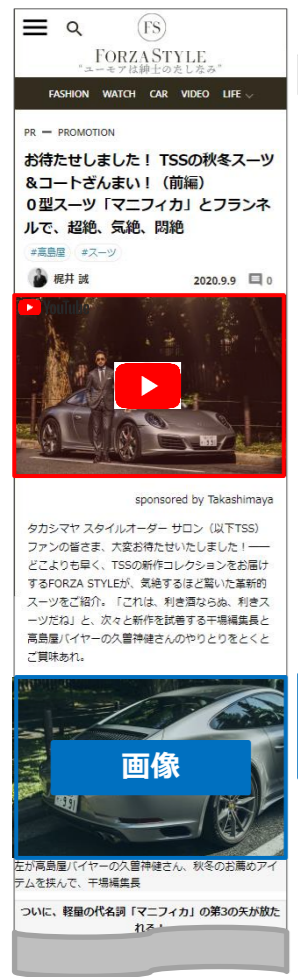 FS
FORZA STYLE
"ユーモアは紳士のたしなみ"
FASHION WATCH CAR VIDEO LIFE
PR ー PROMOTION
お待たせしました！ TSSの秋冬スーツ
&コートざんまい！（前編）
０型スーツ「マニフィカ」とフランネ
ルで、超絶、気絶、悶絶
#高島屋 #スーツ
梶井 誠 2020.9.9 0
YouTube
sponsored by Takashimaya
タカシマヤ スタイルオーダー サロン（以下TSS）
ファンの皆さま、大変お待たせいたしました！──
どこよりも早く、TSSの新作コレクションをお届け
するFORZA STYLEが、気絶するほど驚いた革新的
スーツをご紹介。「これは、利き酒ならぬ、利きス
ーツだね」と、次々と新作を試着する干場編集長と
高島屋バイヤーの久曽神健さんのやりとりをとくと
ご賢味あれ。
画像
左が高島屋バイヤーの久曽神健さん、秋冬のお薦めアイ
テムを挟んで、干場編集長
ついに、軽量の代名詞「マニフィカ」の第3の矢が放た